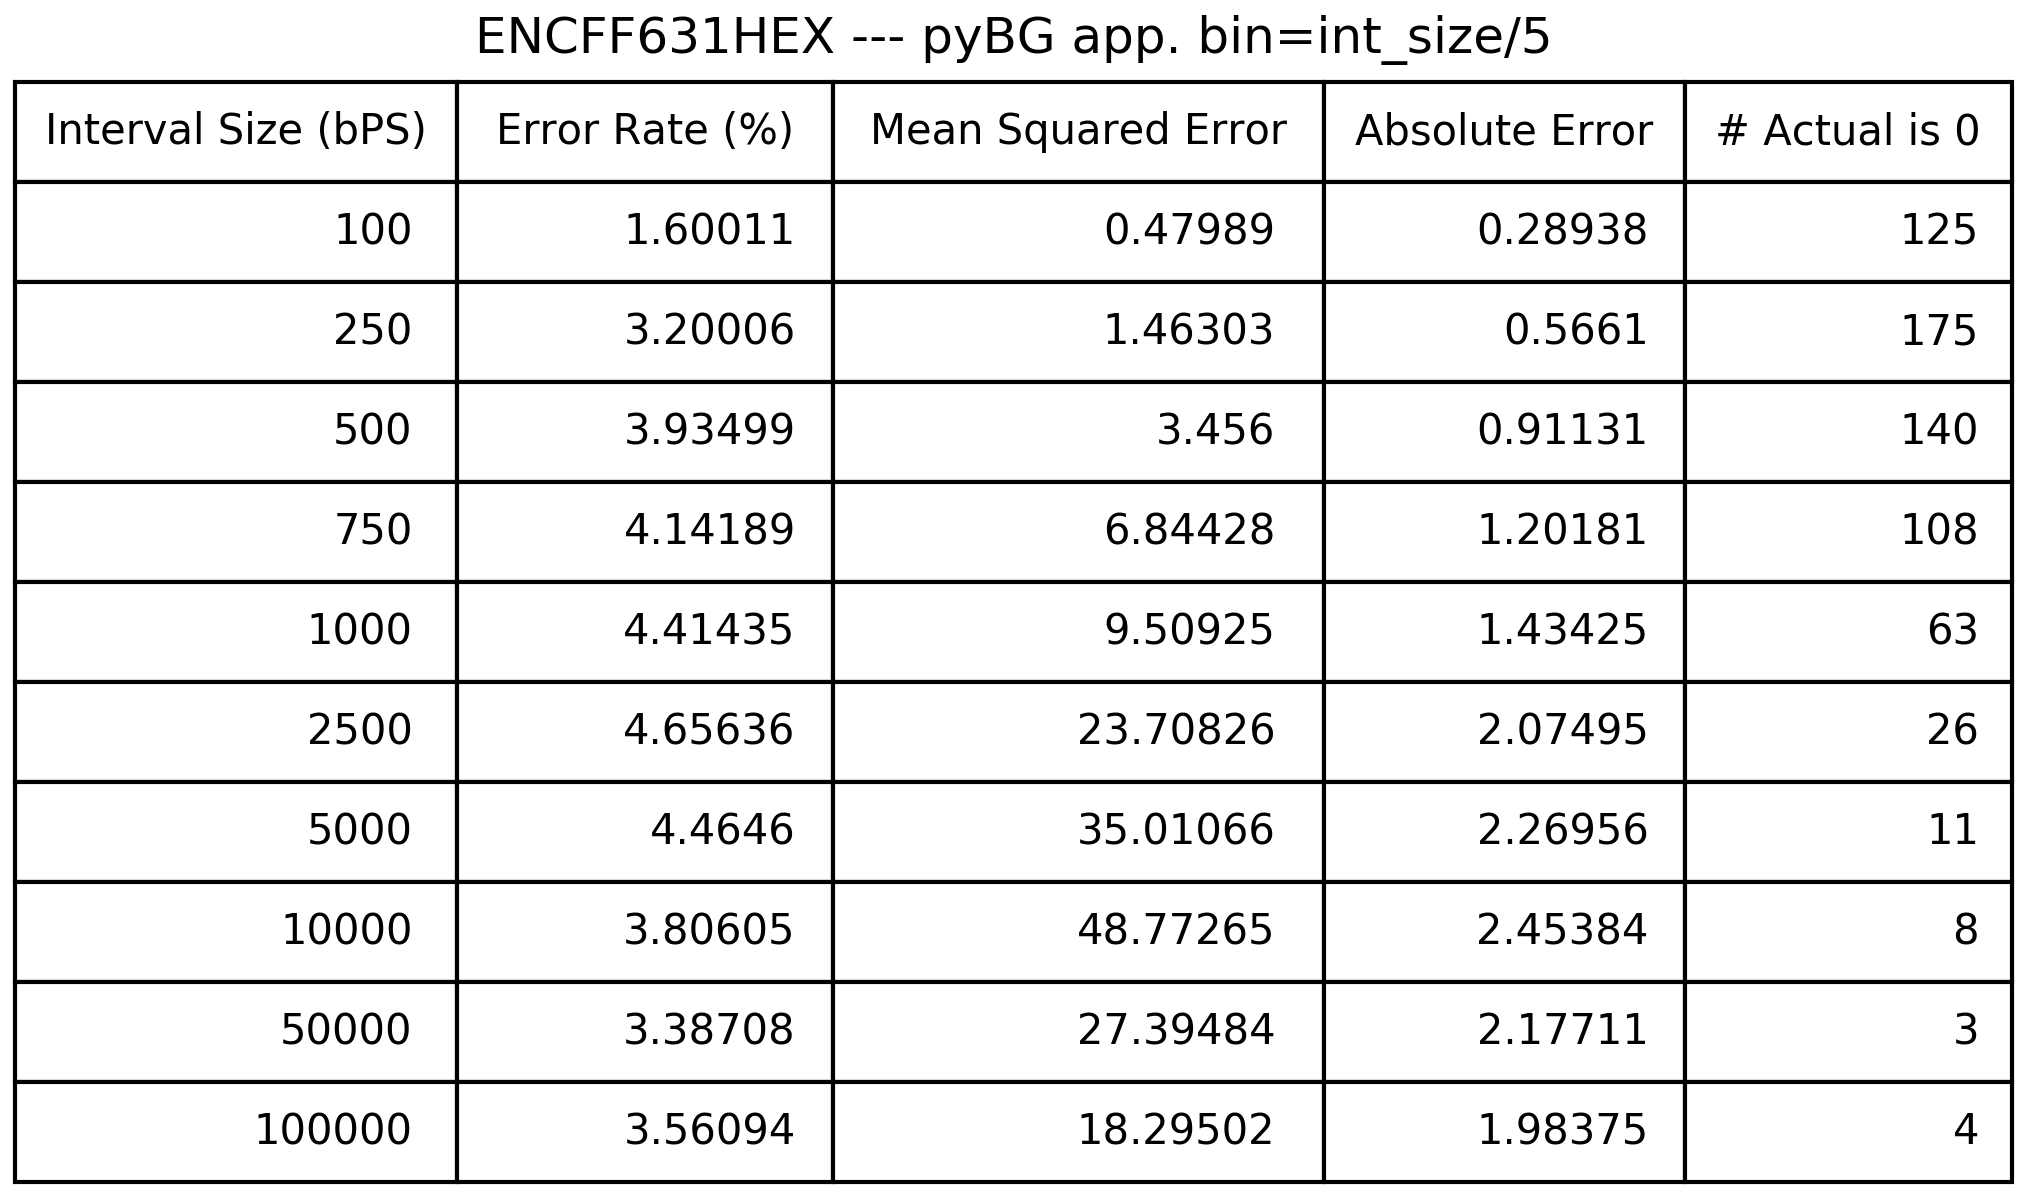 ENCFF631HEX --- pyBG app. bin=int_size/5
Interval Size (bPS) Error Rate (%) Mean Squared Error Absolute Error # Actual is 0
100 1.60011 0.47989 0.28938 125
250 3.20006 1.46303 0.5661 175
500 3.93499 3.456 0.91131 140
750 4.14189 6.84428 1.20181 108
1000 4.41435 9.50925 1.43425 63
2500 4.65636 23.70826 2.07495 26
5000 4.4646 35.01066 2.26956 11
10000 3.80605 48.77265 2.45384 8
50000 3.38708 27.39484 2.17711 3
100000 3.56094 18.29502 1.98375 4